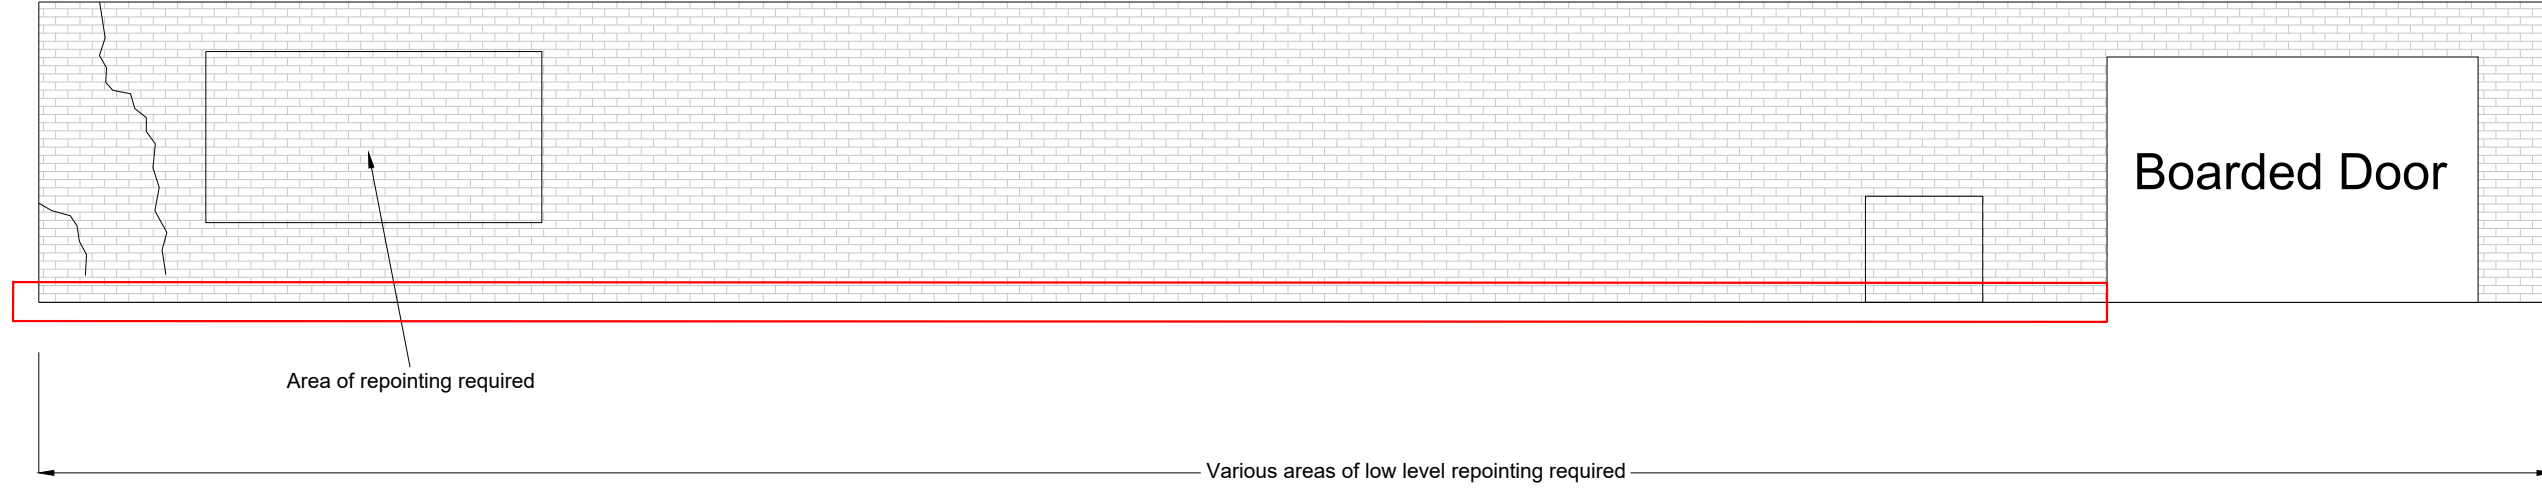 Boarded Door
Area of repointing required
Various areas of low level repointing required